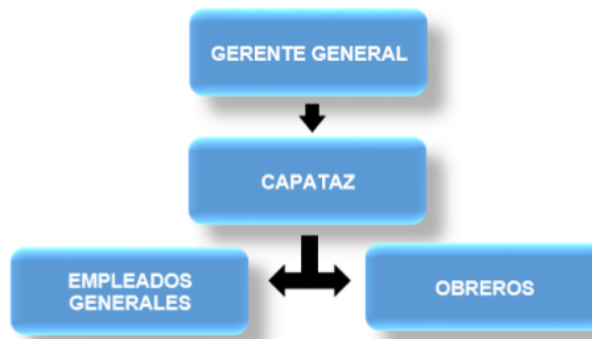 GERENTE GENERAL
CAPATAZ
EMPLEADOS
GENERALES
OBREROS